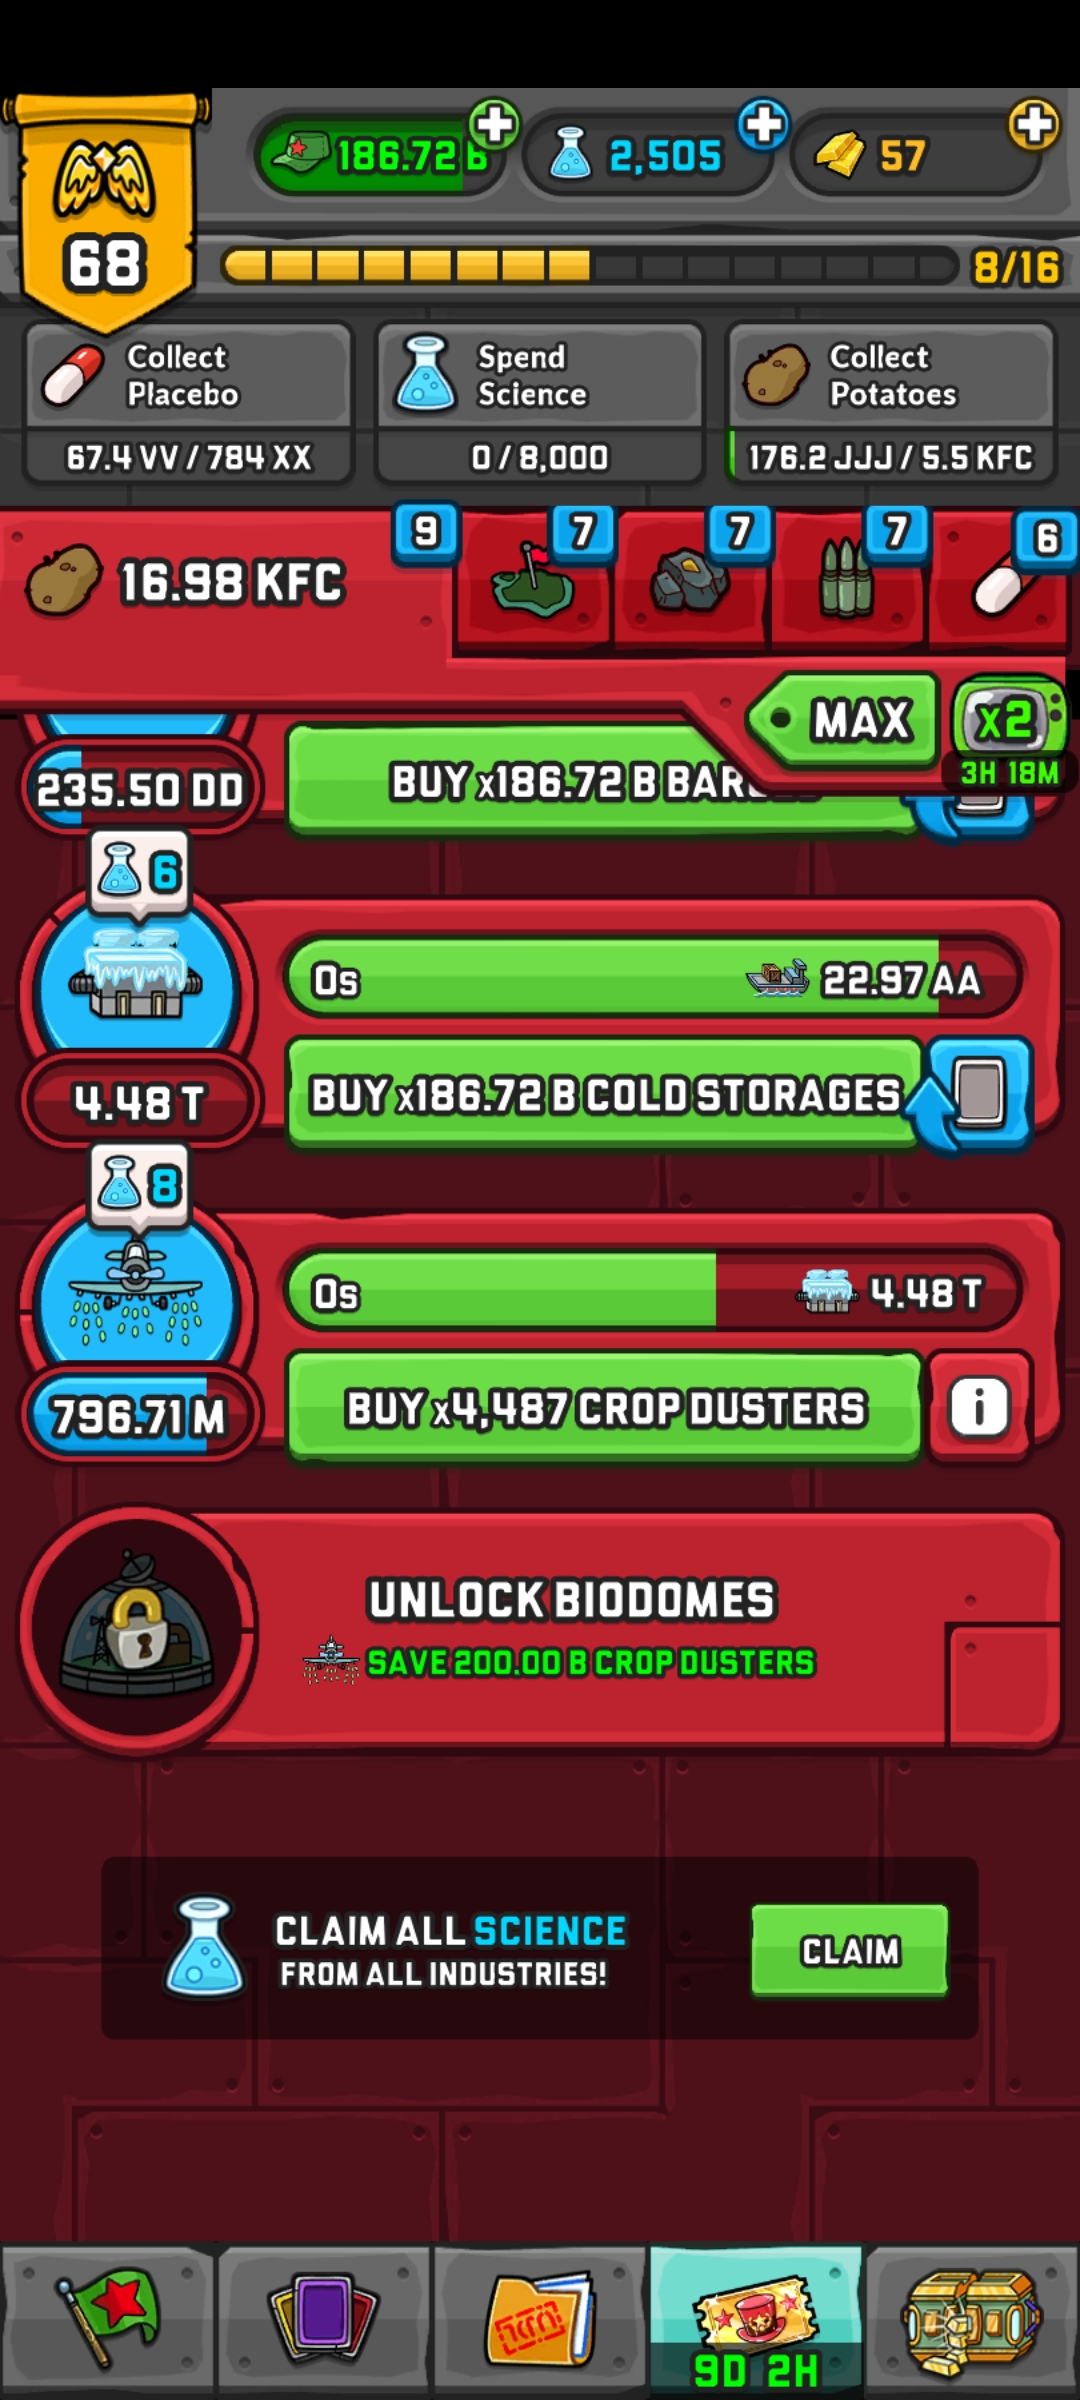 186.72 B
2,505
57
68
8/16
Collect
Placebo
67.4 VV / 784 XX
Spend
Science
0 / 8,000
Collect
Potatoes
176.2 JJJ / 5.5 KFC
16.98 KFC
9
7
7
7
6
MAX
x2
3H 18M
235.50 DD
BUY x186.72 B
6
0s
22.97 AA
4.48 T
BUY x186.72 B COLD STORAGES
8
0s
4.48 T
796.71 M
BUY x4,487 CROP DUSTERS
i
UNLOCK BIODOMES
SAVE 200.00 B CROP DUSTERS
CLAIM ALL SCIENCE
FROM ALL INDUSTRIES!
CLAIM
9D 2H